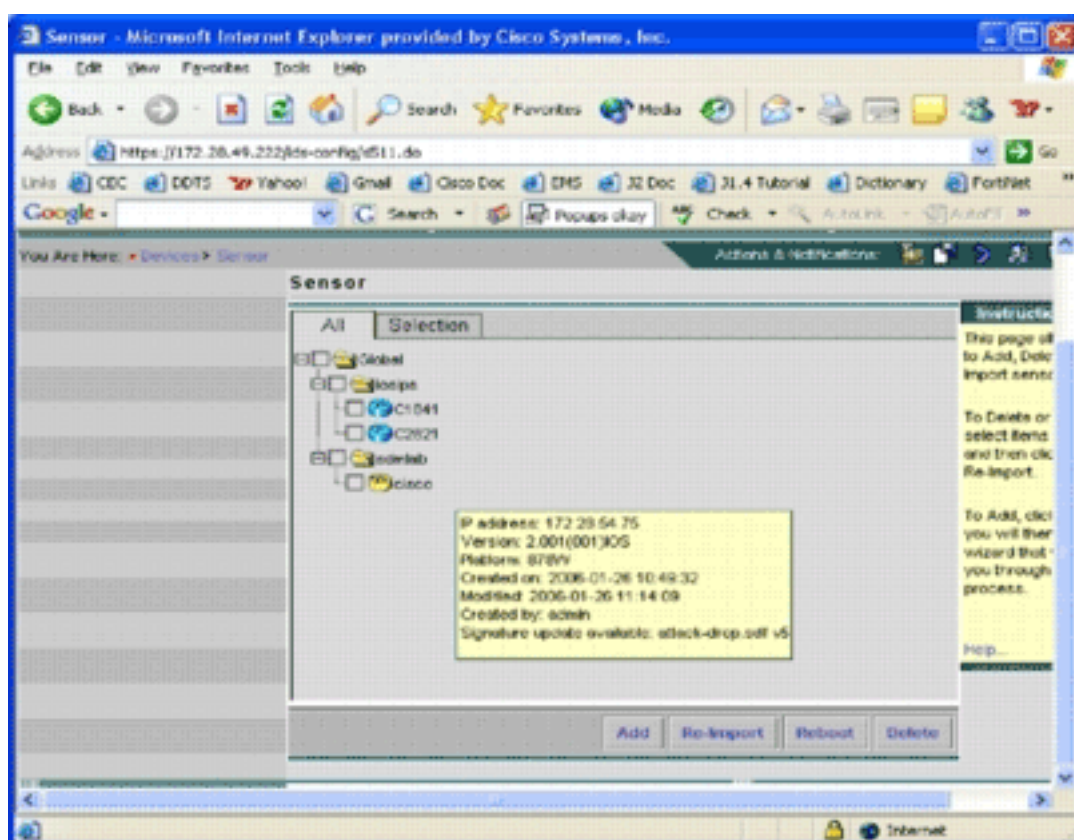 Sensor - Microsoft Internet Explorer provided by Cisco Systems, Inc.
File Edit View Favorites Tools Help
Back Search Favorites Media
Address https://172.28.49.222/ids-config/d511.do Go
Links CDC DDTS Yahoo! Gmail Cisco Doc EMS J2 Doc J1.4 Tutorial Dictionary FortiNet »
Google Search Popups okay Check AutoLink AutoFill »
You Are Here: Devices > Sensor Actions & Notifications:
Sensor
All Selection
Instructio
This page all
to Add, Dele
import senso
Global
iosips
C1841
C2821
cisco
To Delete or
select items
and then clic
Re-Import.
To Add, click
you will then
wizard that
you through
process.
Help...
IP address: 172.28.54.75
Version: 2.001(001)IOS
Platform: 878W
Created on: 2006-01-26 10:49:32
Modified: 2006-01-26 11:14:09
Created by: admin
Signature update available: attack-drop.sdf v5
Add Re-Import Reboot Delete
Internet